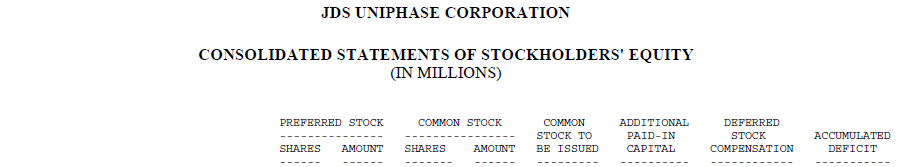 JDS UNIPHASE CORPORATION
CONSOLIDATED STATEMENTS OF STOCKHOLDERS' EQUITY
(IN MILLIONS)
PREFERRED STOCK COMMON STOCK COMMON ADDITIONAL DEFERRED
--------------- ---------------- STOCK TO PAID-IN STOCK ACCUMULATED
SHARES AMOUNT SHARES AMOUNT BE ISSUED CAPITAL COMPENSATION DEFICIT
------ ------ ------- ------ --------- ---------- ------------ -----------